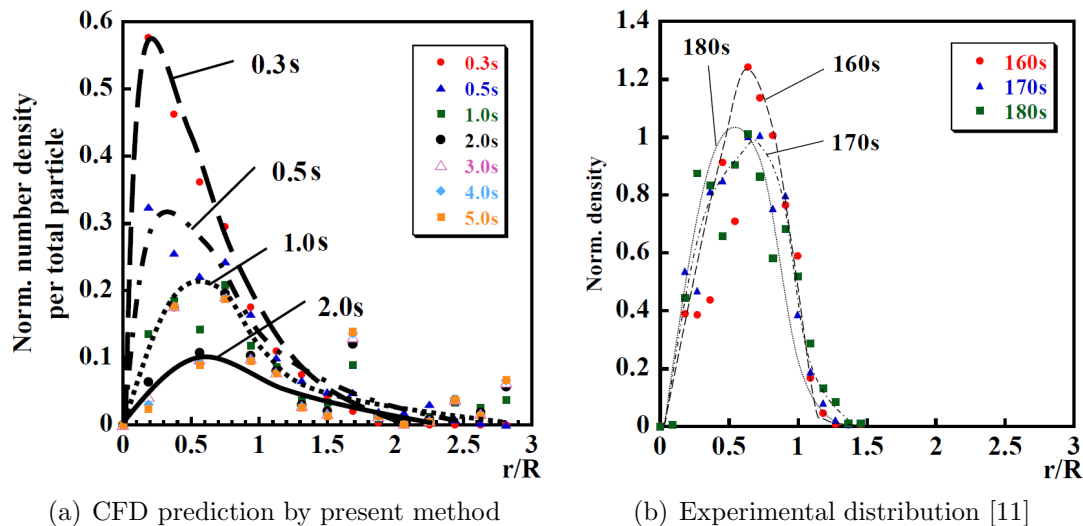 Norm. number density
per total particle
0.6
0.5
0.4
0.3
0.2
0.1
0
0.3s
0.5s
1.0s
2.0s
0.3s
0.5s
1.0s
2.0s
3.0s
4.0s
5.0s
0
0.5
1
1.5
2
2.5
3
r/R
(a) CFD prediction by present method
Norm. density
1.4
1.2
1
0.8
0.6
0.4
0.2
0
180s
160s
170s
160s
170s
180s
0
0.5
1
1.5
2
2.5
3
r/R
(b) Experimental distribution [11]